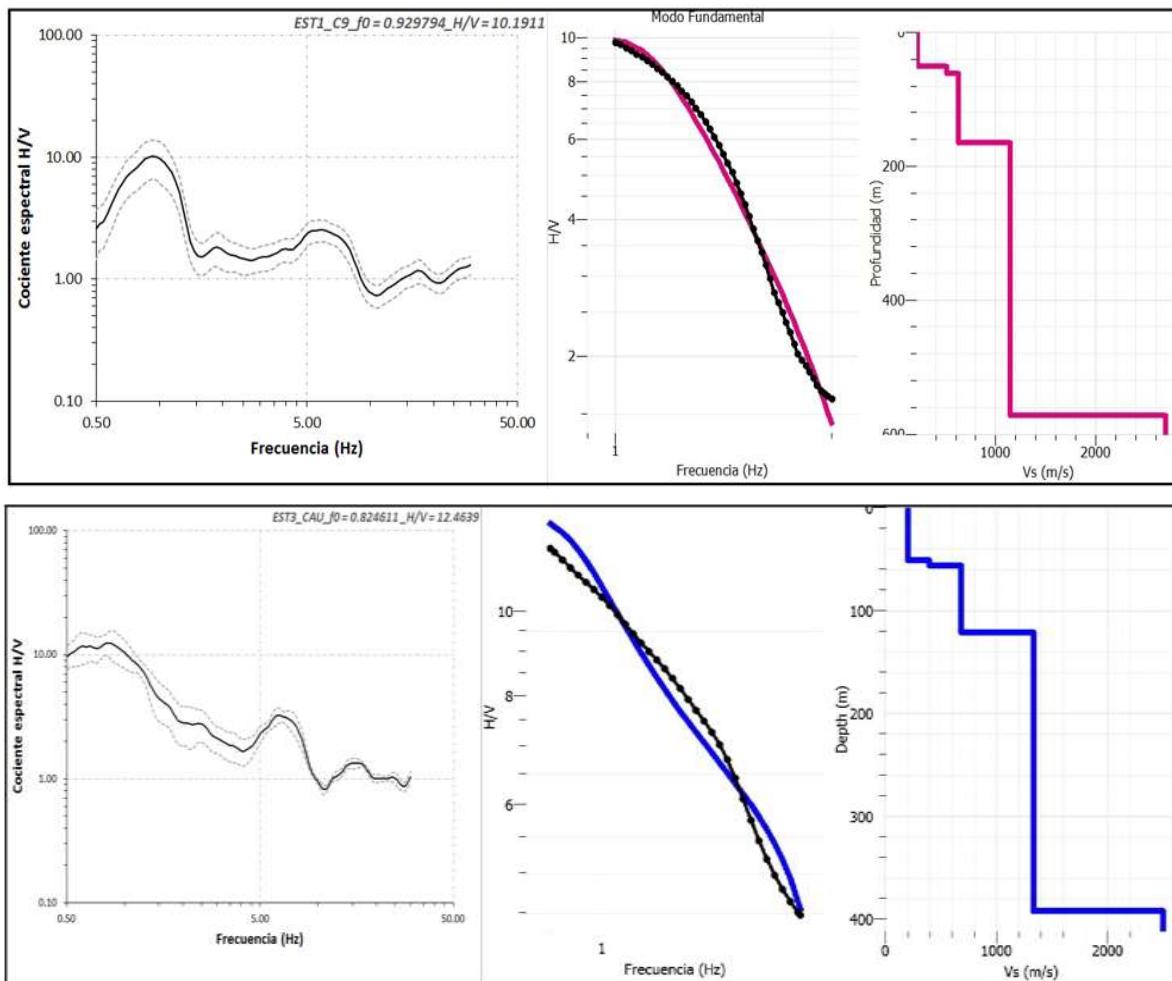 EST1_C9_f0 = 0.929794_H/V = 10.1911
100.00
10.00
1.00
0.10
0.50
5.00
50.00
Cociente espectral H/V
Frecuencia (Hz)
Modo Fundamental
10
8
6
4
2
1
H/V
Frecuencia (Hz)
0
200
400
600
1000
2000
Profundidad (m)
Vs (m/s)
EST3_CAU_f0 = 0.824611_H/V = 12.4639
100.00
10.00
1.00
0.10
0.50
5.00
50.00
Cociente espectral H/V
Frecuencia (Hz)
10
8
6
1
H/V
Frecuencia (Hz)
0
100
200
300
400
0
1000
2000
Depth (m)
Vs (m/s)